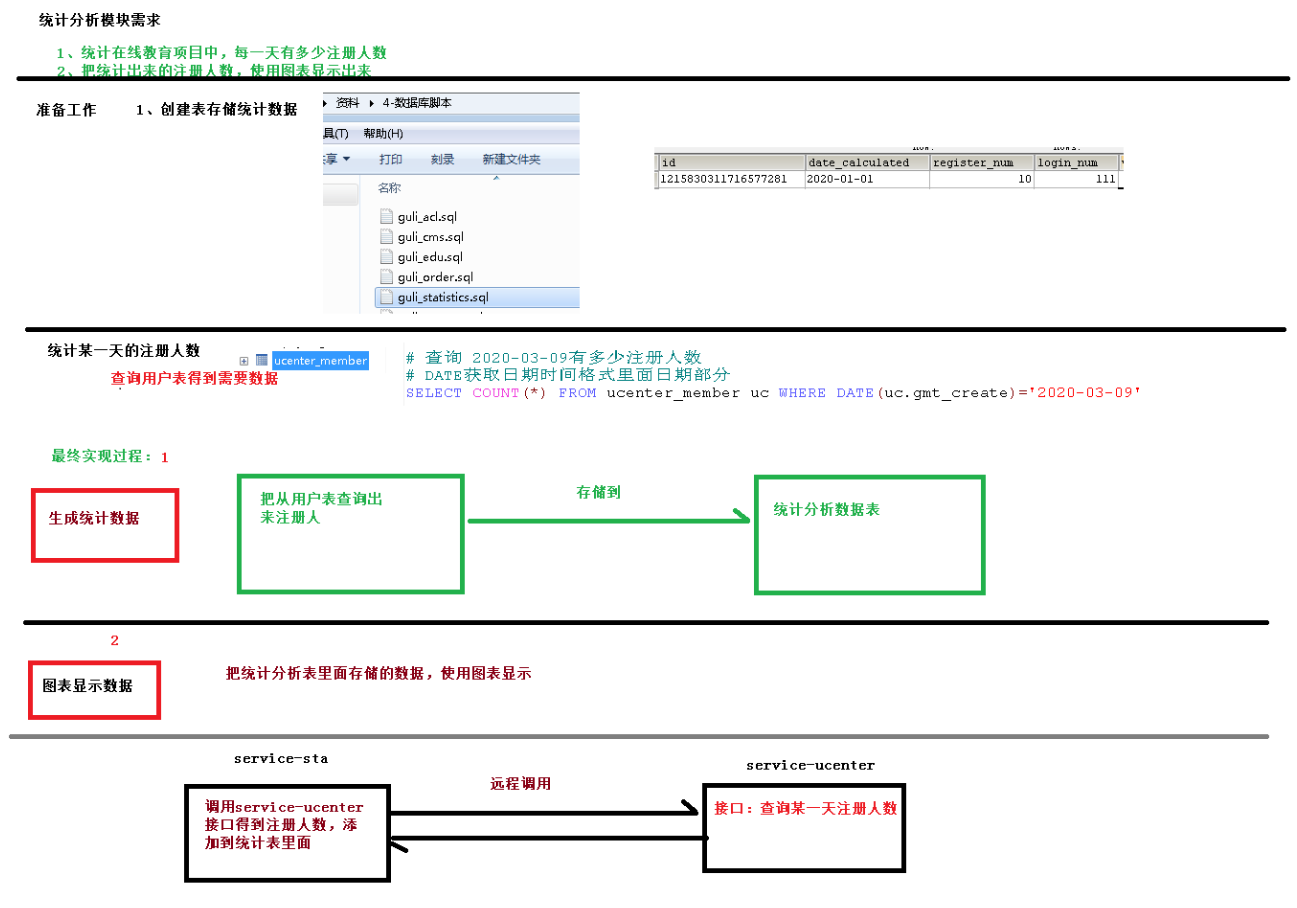 统计分析模块需求
1、统计在线教育项目中，每一天有多少注册人数
2、把统计出来的注册人数，使用图表显示出来
准备工作
1、创建表存储统计数据
资料 4-数据库脚本
具(T) 帮助(H)
共享 打印 刻录 新建文件夹
名称
guli_acl.sql
guli_cms.sql
guli_edu.sql
guli_order.sql
guli_statistics.sql
id date_calculated register_num login_num
1215830311716577281 2020-01-01 10 111
统计某一天的注册人数
ucenter_member
查询用户表得到需要数据
# 查询 2020-03-09有多少注册人数
# DATE获取日期时间格式里面日期部分
SELECT COUNT(*) FROM ucenter_member uc WHERE DATE(uc.gmt_create)='2020-03-09'
最终实现过程：1
生成统计数据
把从用户表查询出
来注册人
存储到
统计分析数据表
2
图表显示数据
把统计分析表里面存储的数据，使用图表显示
service-sta
调用service-ucenter
接口得到注册人数，添
加到统计表里面
远程调用
service-ucenter
接口：查询某一天注册人数